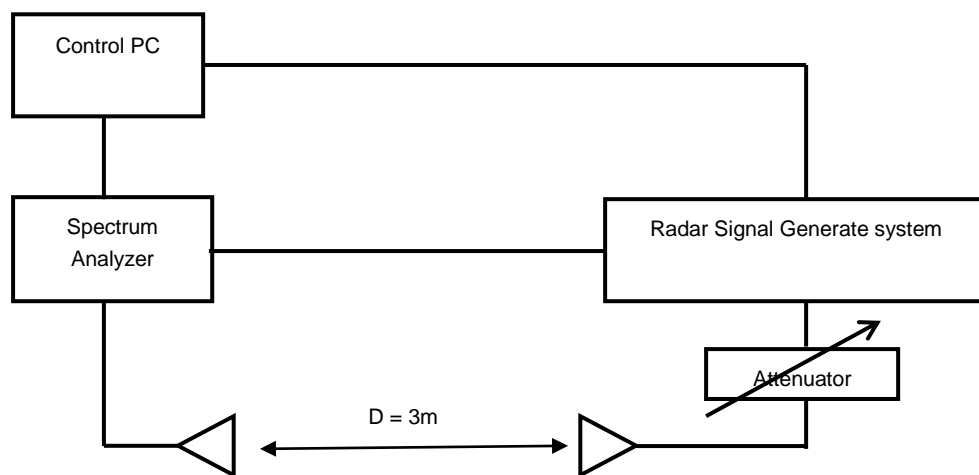 Control PC
Spectrum
Analyzer
Radar Signal Generate system
Attenuator
D = 3m